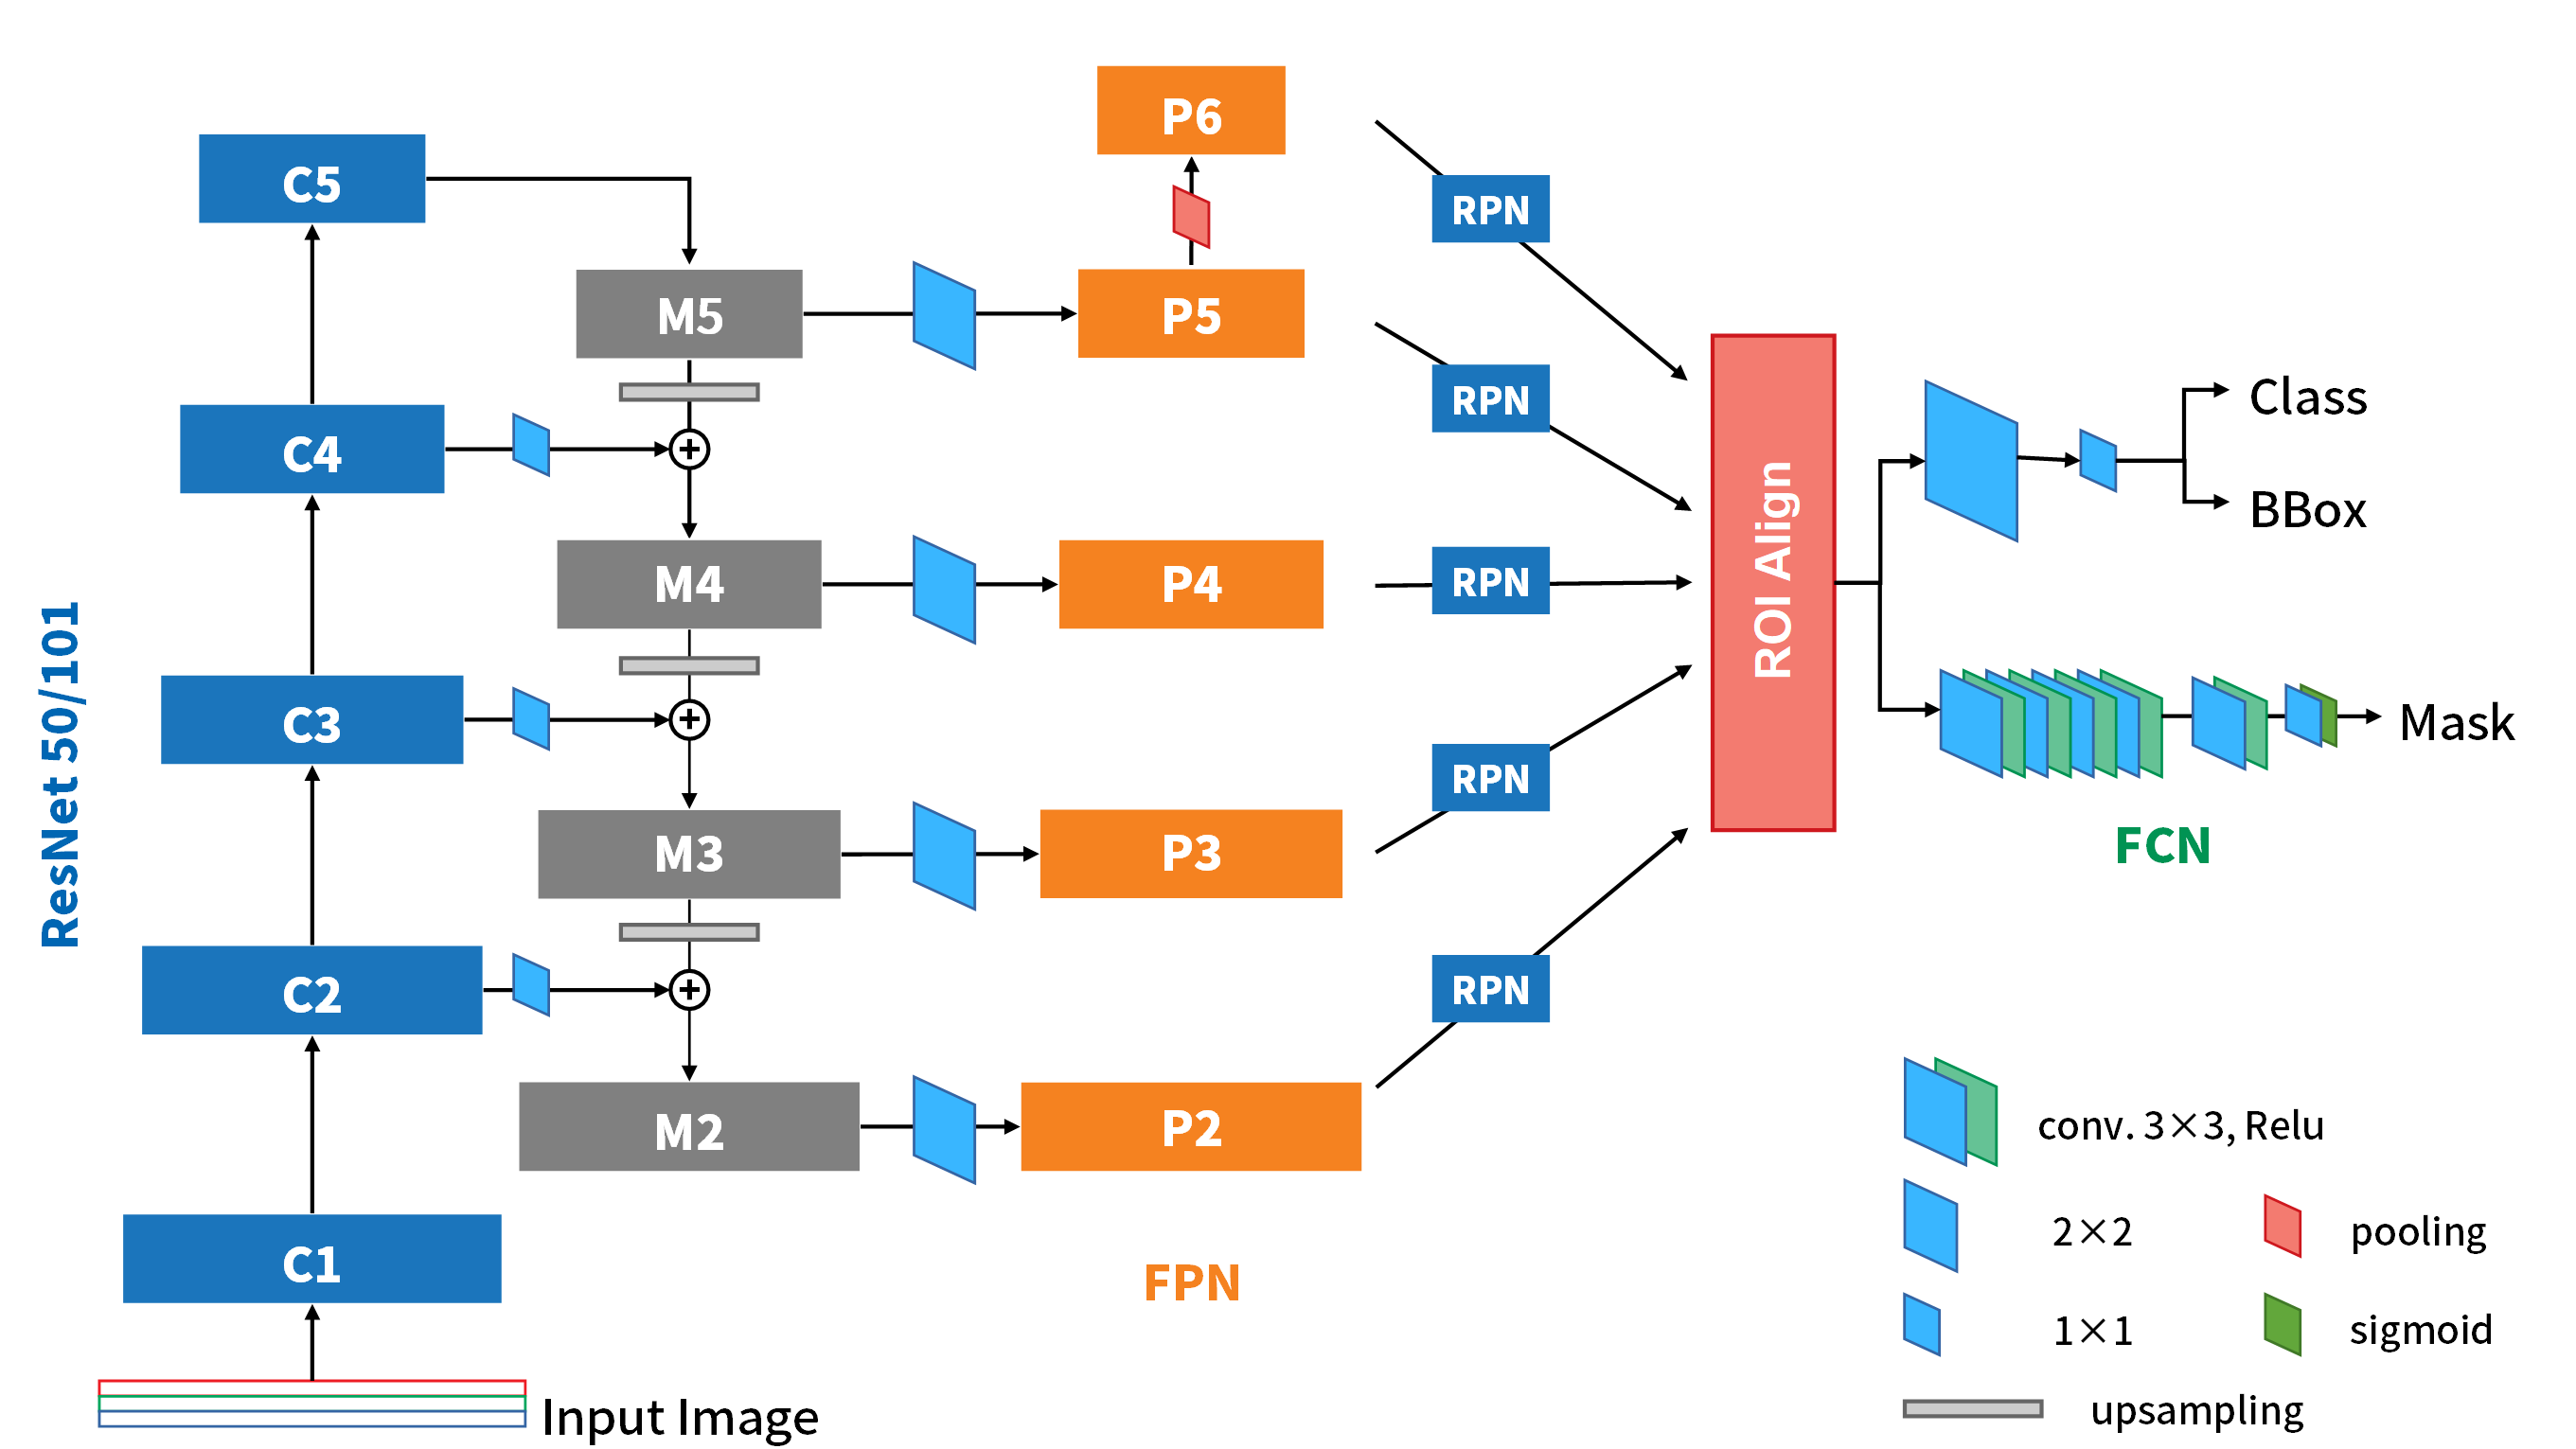 P6
C5
RPN
M5
P5
RPN
Class
C4
BBox
ROI Align
M4
P4
RPN
ResNet 50/101
C3
Mask
RPN
M3
P3
FCN
C2
RPN
M2
P2
conv. 3×3, Relu
2×2
pooling
C1
FPN
1×1
sigmoid
Input Image
upsampling